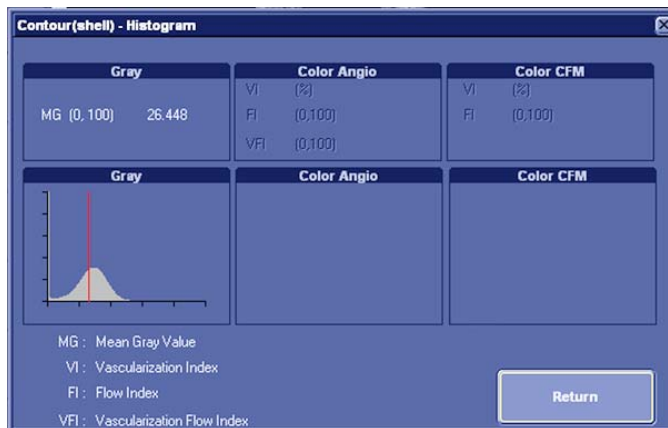 Contour(shell) - Histogram
Gray
MG (0, 100) 26.448
Color Angio
VI (%)
FI (0,100)
VFI (0,100)
Color CFM
VI (%)
FI (0,100)
Gray
Color Angio
Color CFM
MG : Mean Gray Value
VI : Vascularization Index
FI : Flow Index
VFI : Vascularization Flow Index
Return